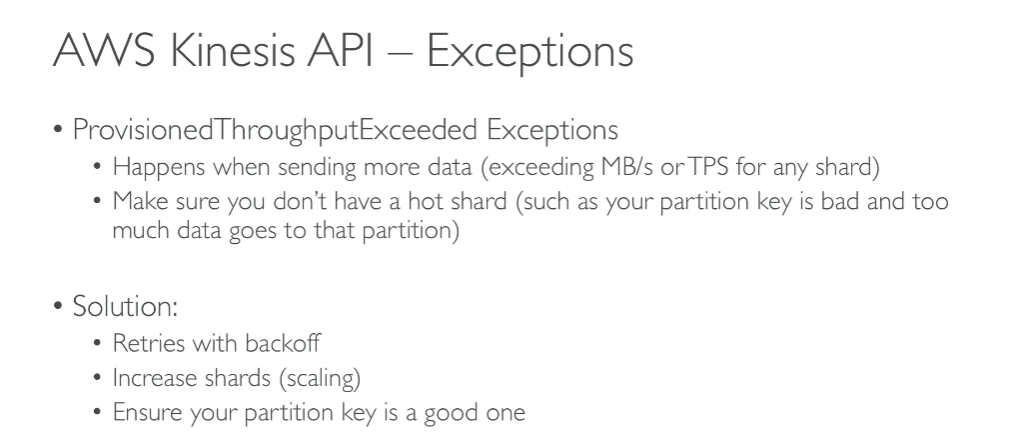 AWS Kinesis API – Exceptions
• ProvisionedThroughputExceeded Exceptions
• Happens when sending more data (exceeding MB/s or TPS for any shard)
• Make sure you don't have a hot shard (such as your partition key is bad and too
much data goes to that partition)
• Solution:
• Retries with backoff
• Increase shards (scaling)
• Ensure your partition key is a good one